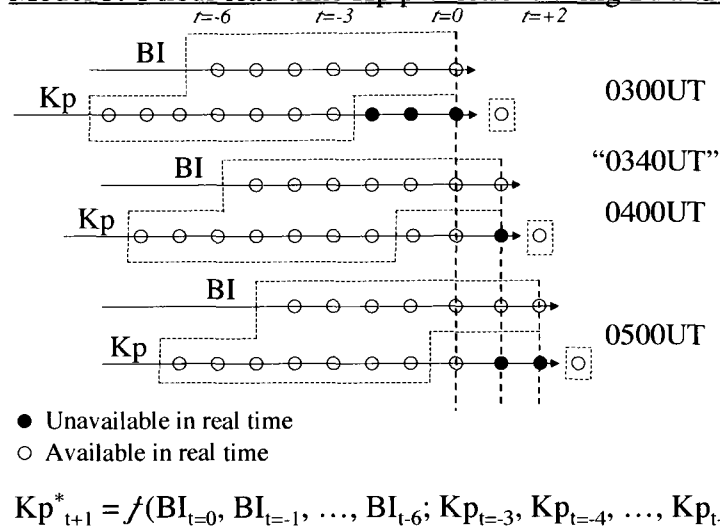 t=-6 t=-3 t=0 t=+2
BI
Kp
0300UT
BI
"0340UT"
Kp
0400UT
BI
Kp
0500UT
● Unavailable in real time
○ Available in real time
Kp*t+1 = f(BIt=0, BIt=-1, ..., BIt-6; Kpt=-3, Kpt=-4, ..., Kpt-